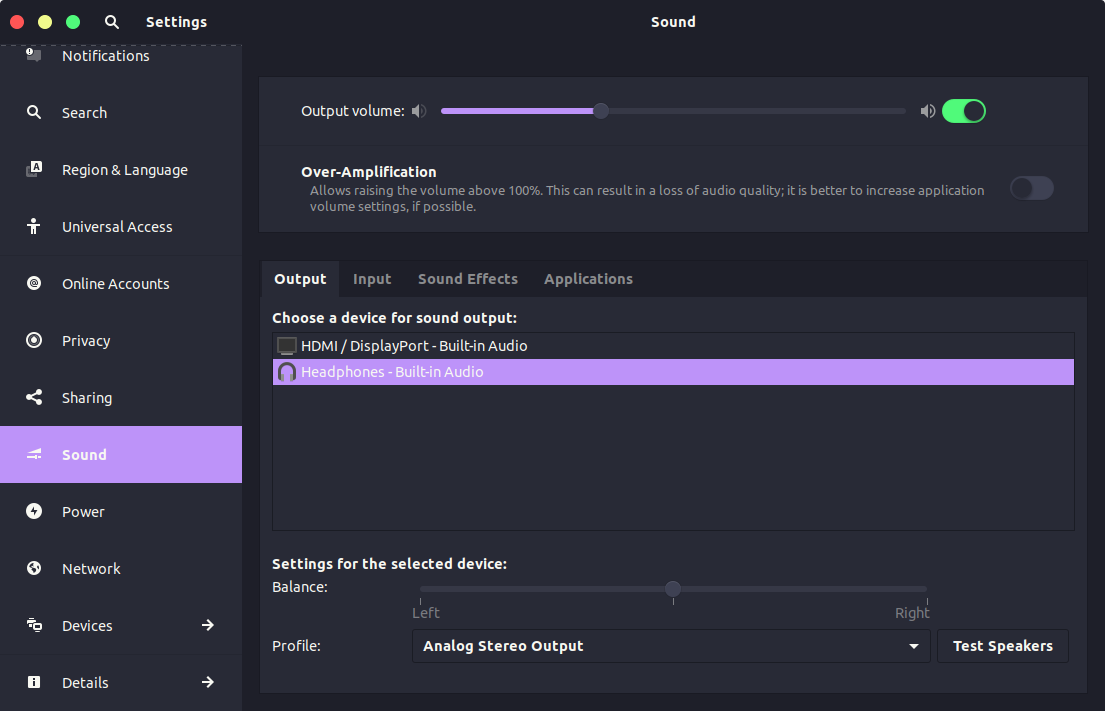 Settings
Sound
Notifications
Search
Region & Language
Universal Access
Online Accounts
Privacy
Sharing
Sound
Power
Network
Devices
Details
Output volume:
Over-Amplification
Allows raising the volume above 100%. This can result in a loss of audio quality; it is better to increase application
volume settings, if possible.
Output Input Sound Effects Applications
Choose a device for sound output:
HDMI / DisplayPort - Built-in Audio
Headphones - Built-in Audio
Settings for the selected device:
Balance:
Left Right
Profile: Analog Stereo Output Test Speakers